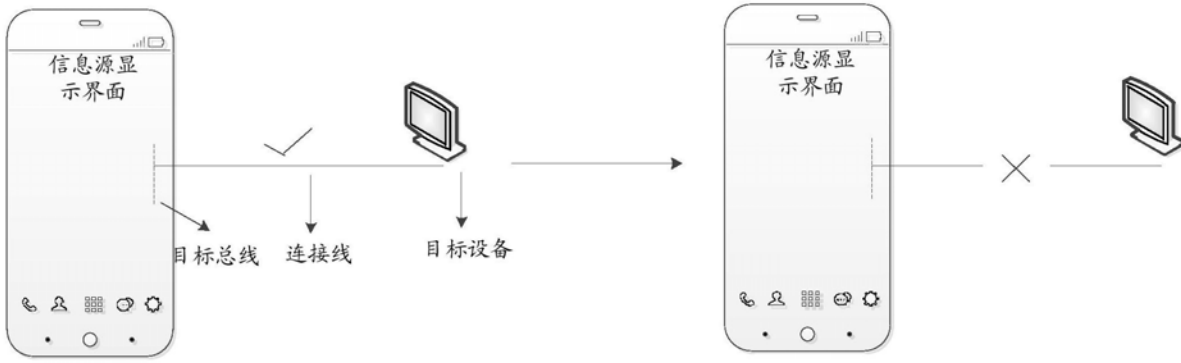 信息源显
示界面
目标总线
连接线
目标设备
信息源显
示界面